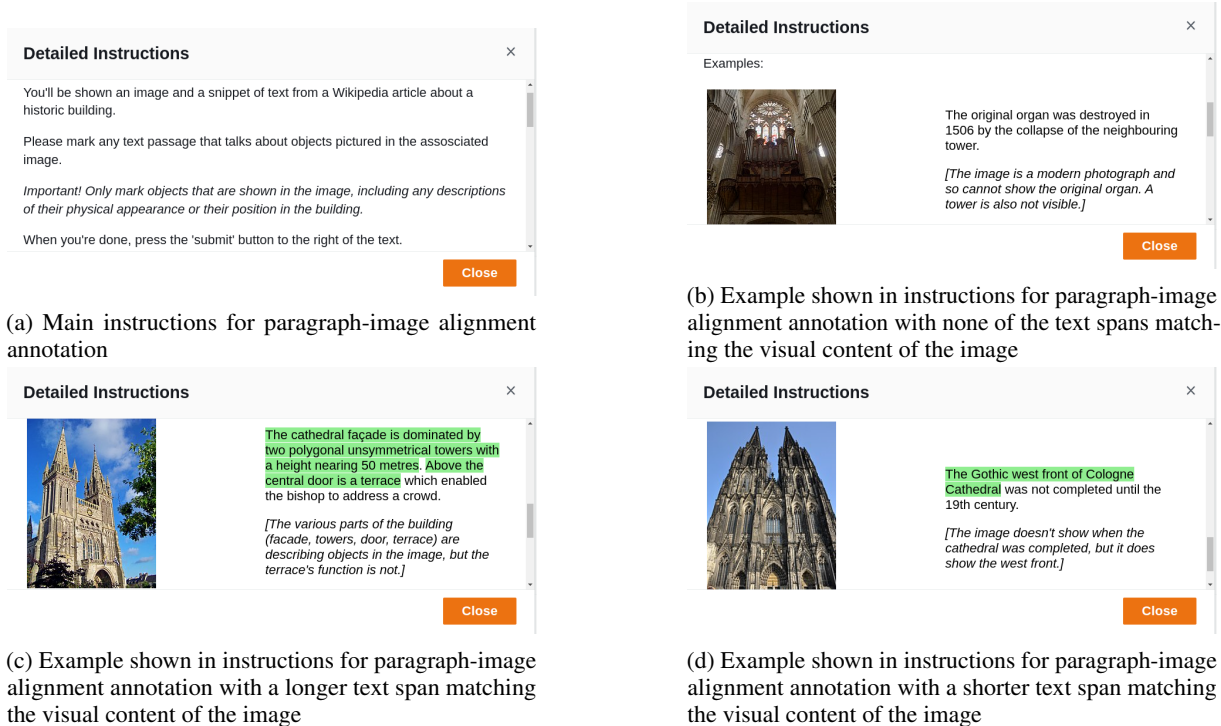 Detailed Instructions ×
You'll be shown an image and a snippet of text from a Wikipedia article about a
historic building.
Please mark any text passage that talks about objects pictured in the assosciated
image.
Important! Only mark objects that are shown in the image, including any descriptions
of their physical appearance or their position in the building.
When you're done, press the 'submit' button to the right of the text.
Close
(a) Main instructions for paragraph-image alignment
annotation
Detailed Instructions ×
Examples:
The original organ was destroyed in
1506 by the collapse of the neighbouring
tower.
[The image is a modern photograph and
so cannot show the original organ. A
tower is also not visible.]
Close
(b) Example shown in instructions for paragraph-image
alignment annotation with none of the text spans match-
ing the visual content of the image
Detailed Instructions ×
The cathedral façade is dominated by
two polygonal unsymmetrical towers with
a height nearing 50 metres. Above the
central door is a terrace which enabled
the bishop to address a crowd.
[The various parts of the building
(facade, towers, door, terrace) are
describing objects in the image, but the
terrace's function is not.]
Close
(c) Example shown in instructions for paragraph-image
alignment annotation with a longer text span matching
the visual content of the image
Detailed Instructions ×
The Gothic west front of Cologne
Cathedral was not completed until the
19th century.
[The image doesn't show when the
cathedral was completed, but it does
show the west front.]
Close
(d) Example shown in instructions for paragraph-image
alignment annotation with a shorter text span matching
the visual content of the image